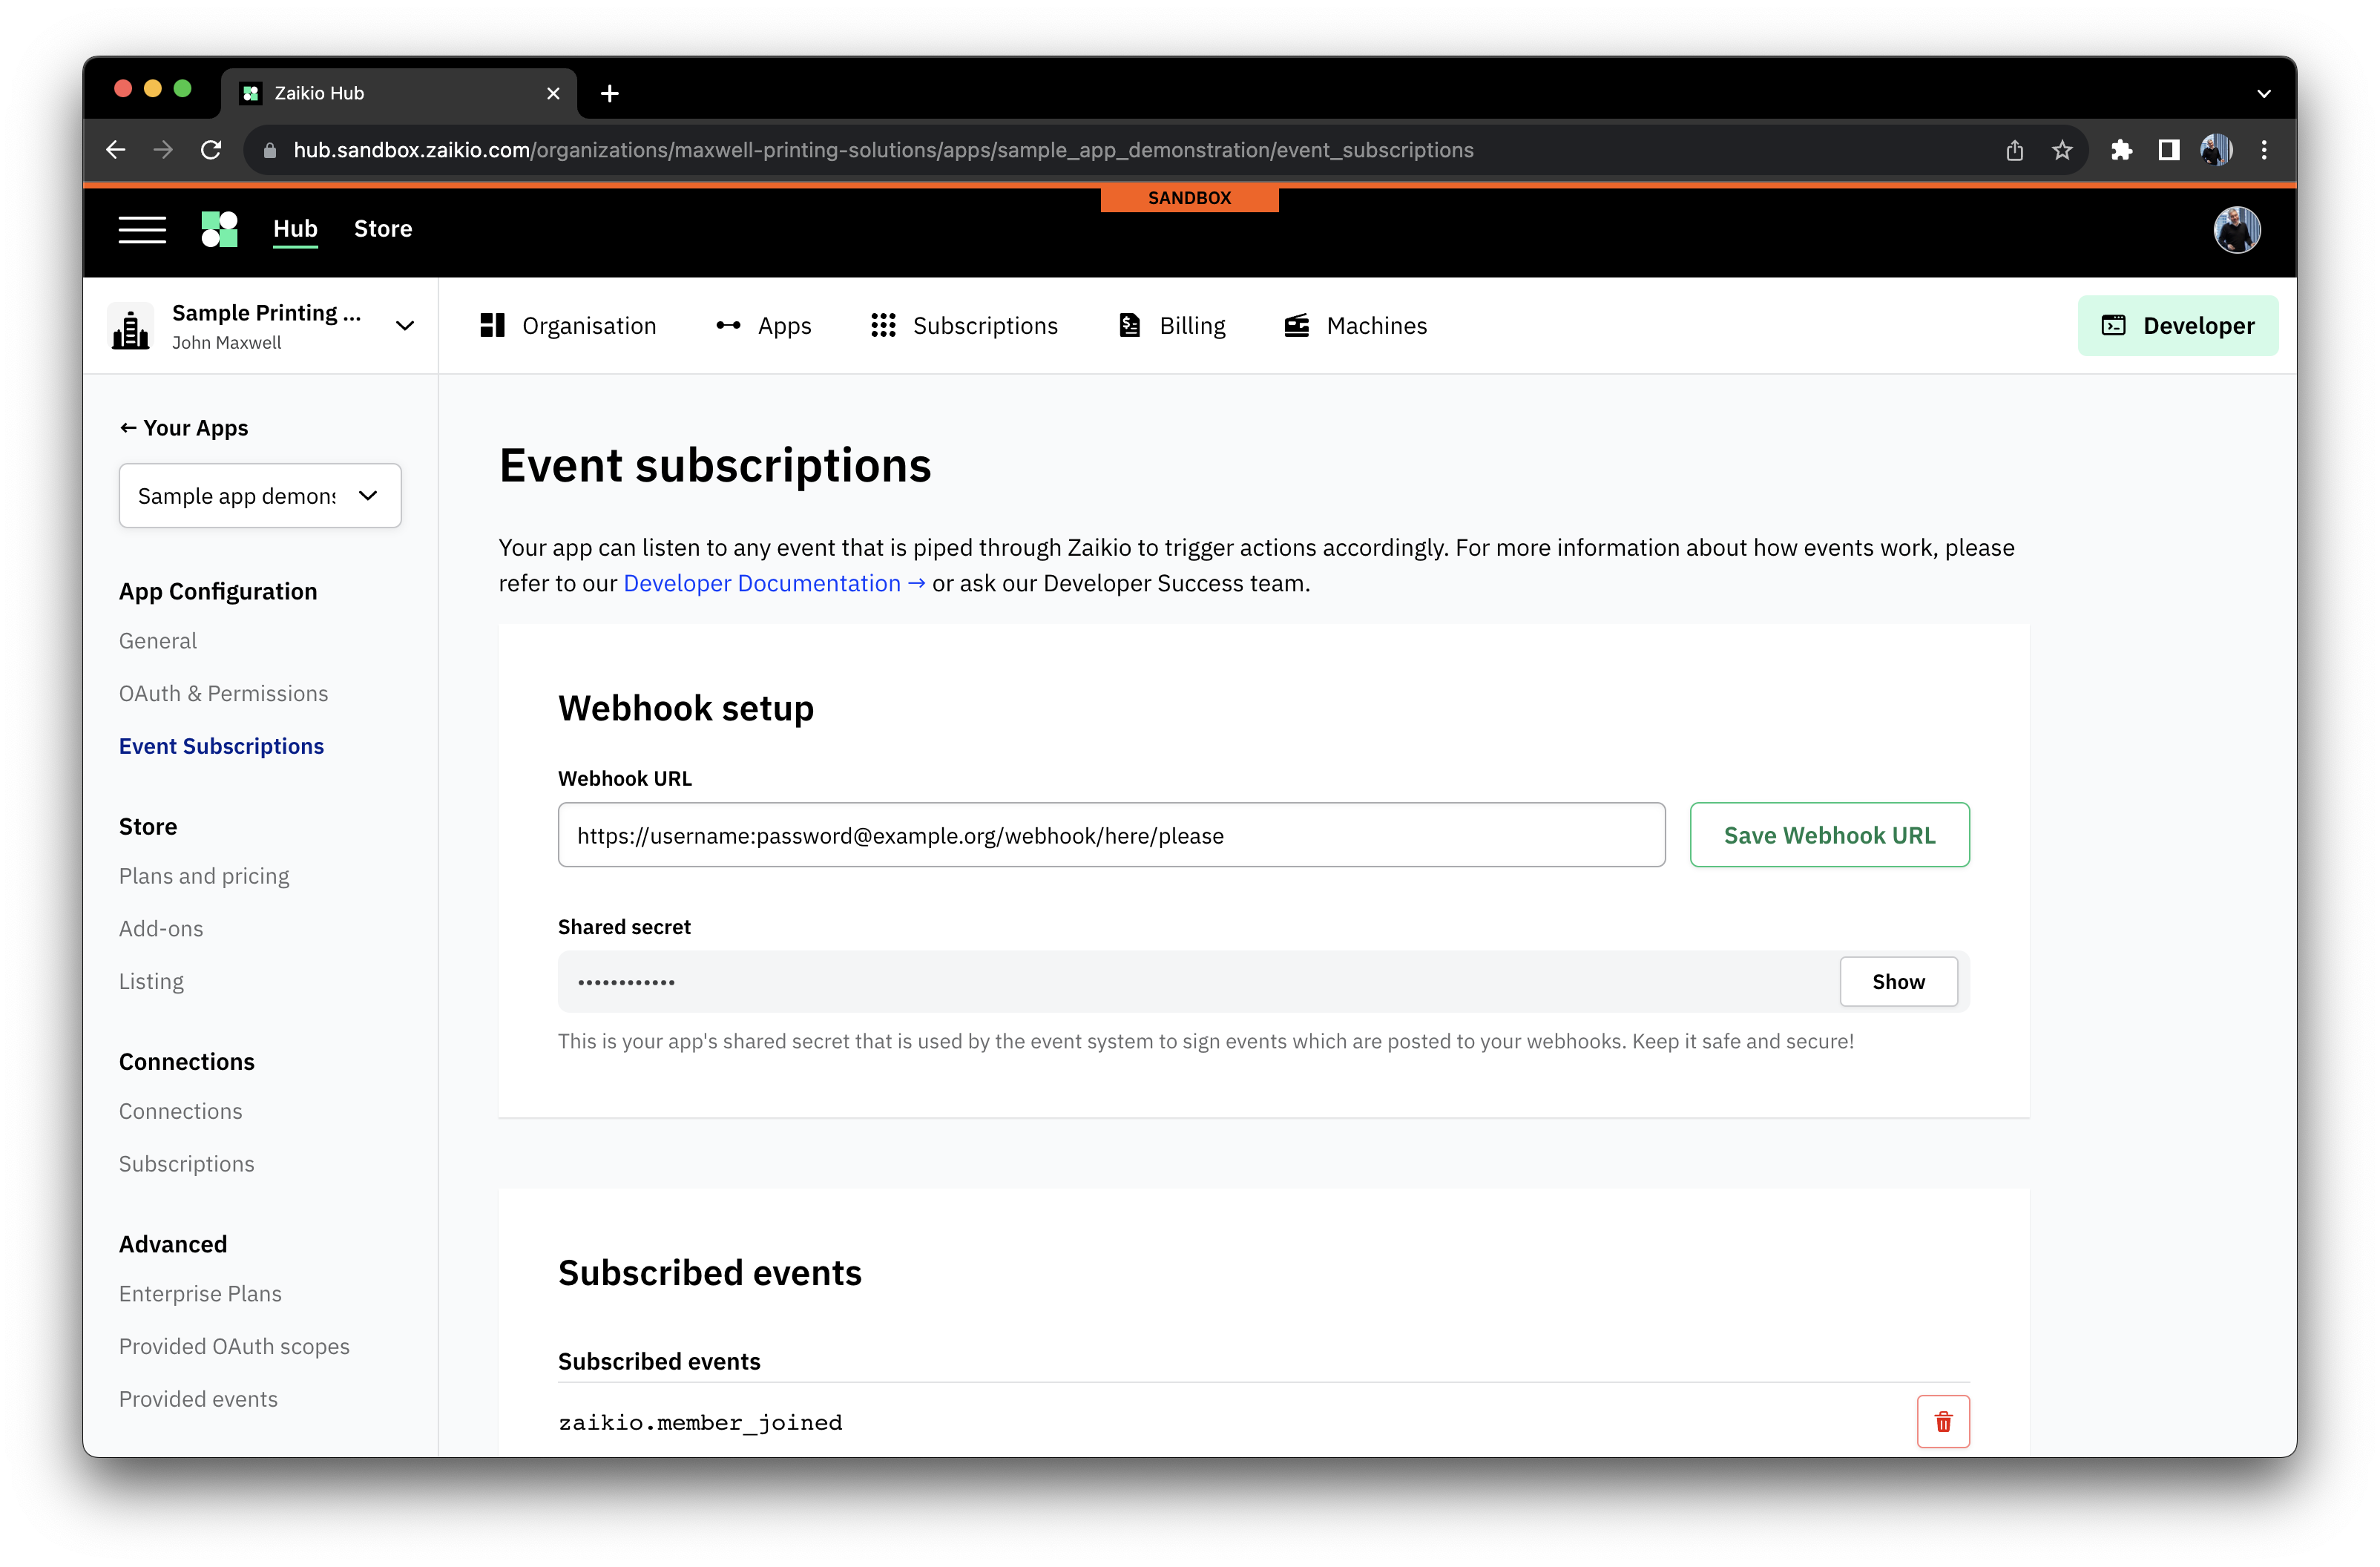 Zaikio Hub
hub.sandbox.zaikio.com/organizations/maxwell-printing-solutions/apps/sample_app_demonstration/event_subscriptions
SANDBOX
Hub Store
Sample Printing ...
John Maxwell
Organisation Apps Subscriptions Billing Machines Developer
← Your Apps
Sample app demons
App Configuration
General
OAuth & Permissions
Event Subscriptions
Store
Plans and pricing
Add-ons
Listing
Connections
Connections
Subscriptions
Advanced
Enterprise Plans
Provided OAuth scopes
Provided events
Event subscriptions
Your app can listen to any event that is piped through Zaikio to trigger actions accordingly. For more information about how events work, please
refer to our Developer Documentation → or ask our Developer Success team.
Webhook setup
Webhook URL
https://username:password@example.org/webhook/here/please
Save Webhook URL
Shared secret
••••••••••••
Show
This is your app's shared secret that is used by the event system to sign events which are posted to your webhooks. Keep it safe and secure!
Subscribed events
Subscribed events
zaikio.member_joined